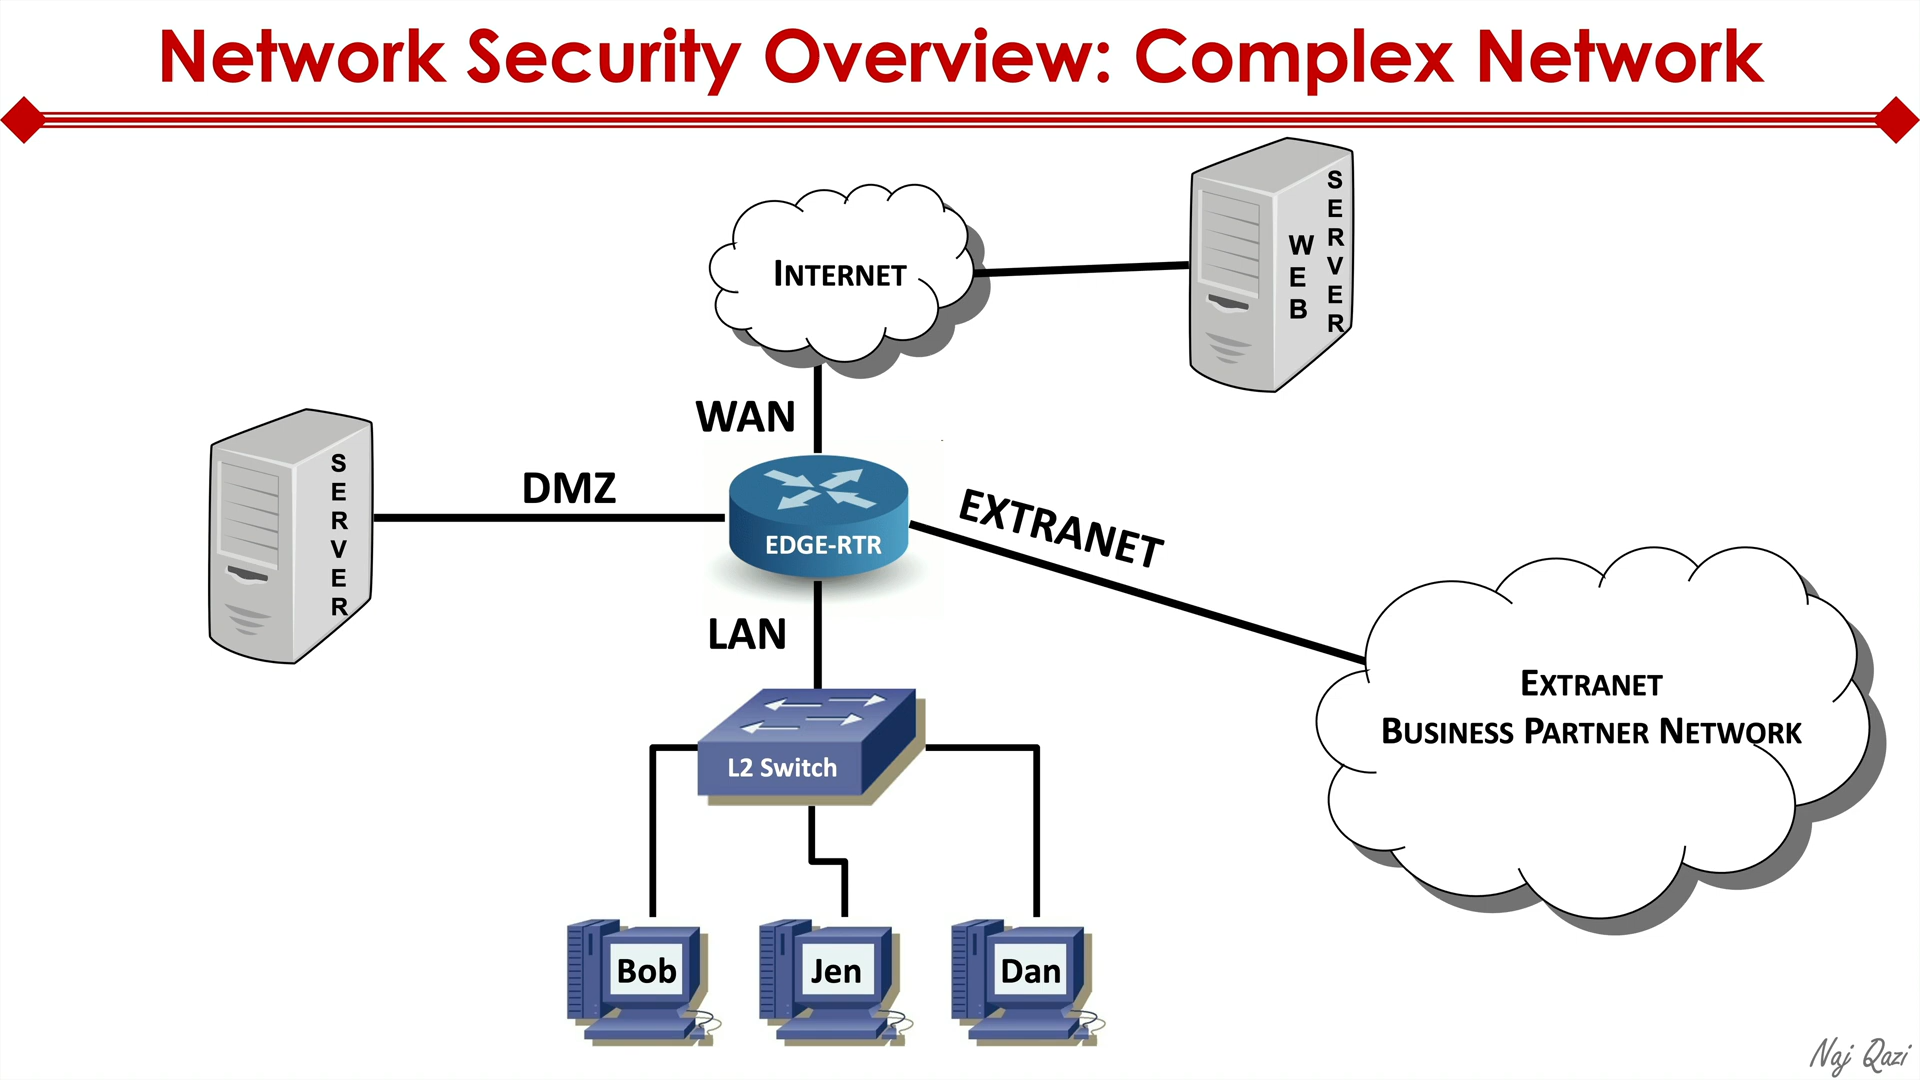 Network Security Overview: Complex Network
INTERNET
WEB
SERVER
WAN
SERVER
DMZ
EDGE-RTR
EXTRANET
LAN
EXTRANET
BUSINESS PARTNER NETWORK
L2 Switch
Bob
Jen
Dan
Naj Qazi